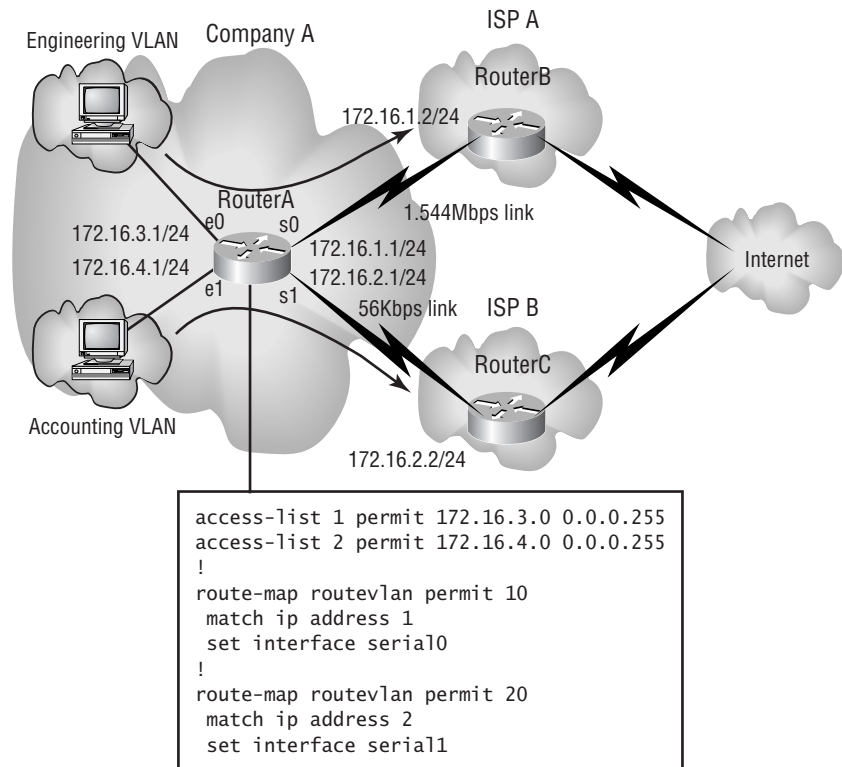 Engineering VLAN
Company A
ISP A
RouterB
172.16.1.2/24
RouterA
e0
s0
1.544Mbps link
172.16.3.1/24
172.16.4.1/24
172.16.1.1/24
172.16.2.1/24
Internet
e1
s1
56Kbps link
ISP B
RouterC
Accounting VLAN
172.16.2.2/24
access-list 1 permit 172.16.3.0 0.0.0.255
access-list 2 permit 172.16.4.0 0.0.0.255
!
route-map routevlan permit 10
match ip address 1
set interface serial0
!
route-map routevlan permit 20
match ip address 2
set interface serial1